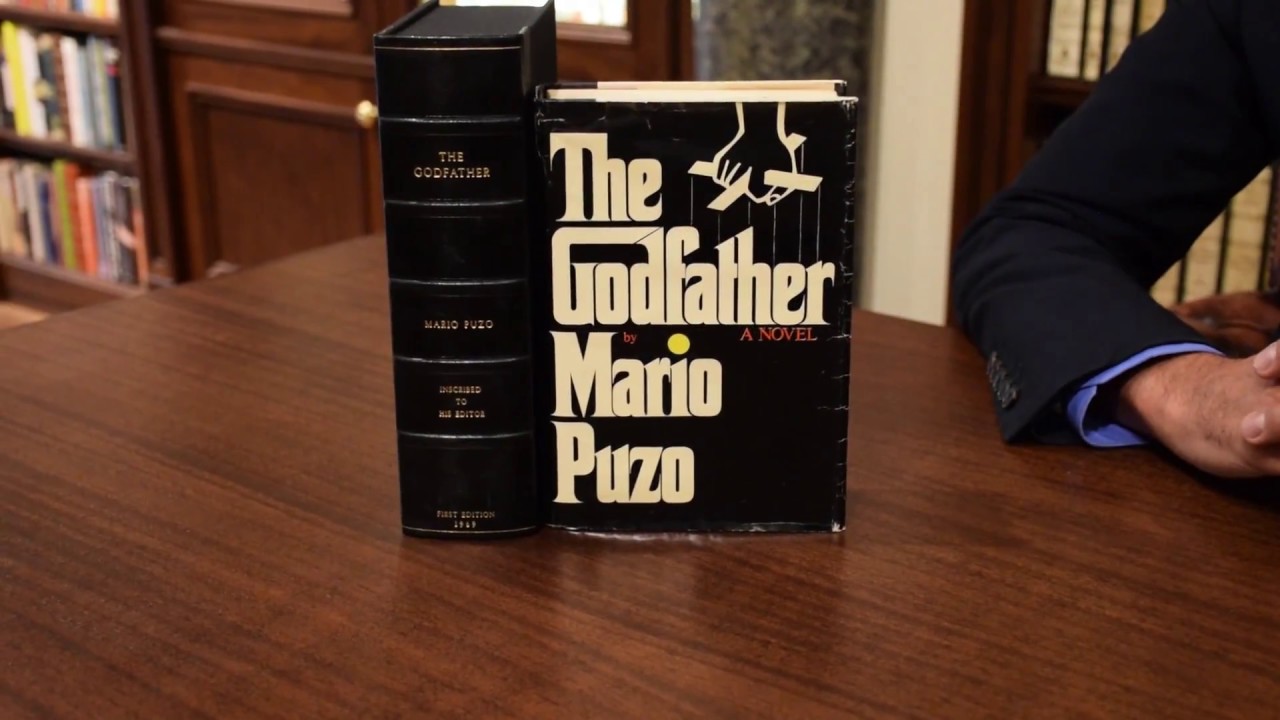 THE
GODFATHER
MARIO PUZO
INSCRIBED
TO
HIS EDITOR
FIRST EDITION
1969
The
Godfather
by A NOVEL
Mario
Puzo